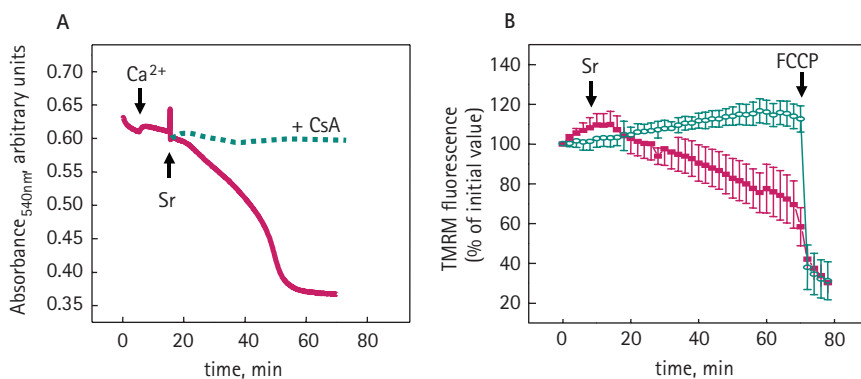 A
Absorbance540nm, arbitrary units
0.70
0.65
0.60
0.55
0.50
0.45
0.40
0.35
Ca2+
Sr
+ CsA
0 20 40 60 80
time, min
B
TMRM fluorescence
(% of initial value)
140
120
100
80
60
40
20
Sr
FCCP
0 20 40 60 80
time, min